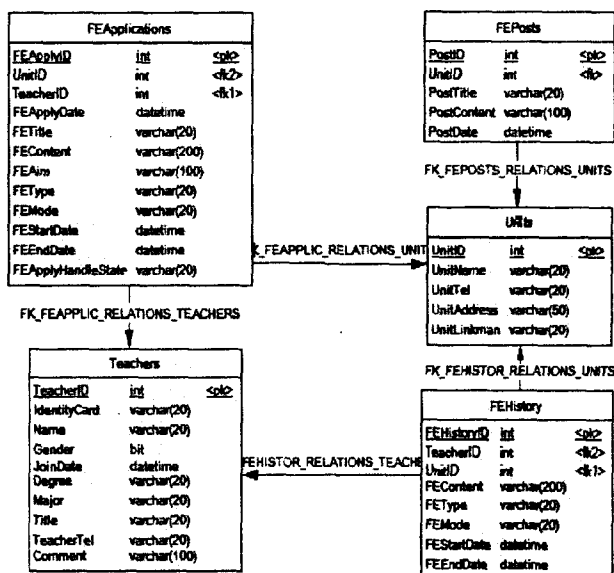 FEApplications
FEApplyID int <pk>
UnitID int <fk2>
TeacherID int <fk1>
FEApplyDate datetime
FETitle varchar(20)
FEContent varchar(200)
FEAim varchar(100)
FEType varchar(20)
FEMode varchar(20)
FEStartDate datetime
FEEndDate datetime
FEApplyHandleState varchar(20)
FEPosts
PostID int <pk>
UnitID int <fk>
PostTitle varchar(20)
PostContent varchar(100)
PostDate datetime
FK_FEPOSTS_RELATIONS_UNITS
Units
UnitID int <pk>
UnitName varchar(20)
UnitTel varchar(20)
UnitAddress varchar(50)
UnitLinkman varchar(20)
K_FEAPPLIC_RELATIONS_UNIT
FK_FEAPPLIC_RELATIONS_TEACHERS
Teachers
TeacherID int <pk>
IdentityCard varchar(20)
Name varchar(20)
Gender bit
JoinDate datetime
Degree varchar(20)
Major varchar(20)
Title varchar(20)
TeacherTel varchar(20)
Comment varchar(100)
FK_FEHISTOR_RELATIONS_UNITS
FEHISTOR_RELATIONS_TEACH
FEHistory
FEHistoryID int <pk>
TeacherID int <fk2>
UnitID int <fk1>
FEContent varchar(200)
FEType varchar(20)
FEMode varchar(20)
FEStartDate datetime
FEEndDate datetime